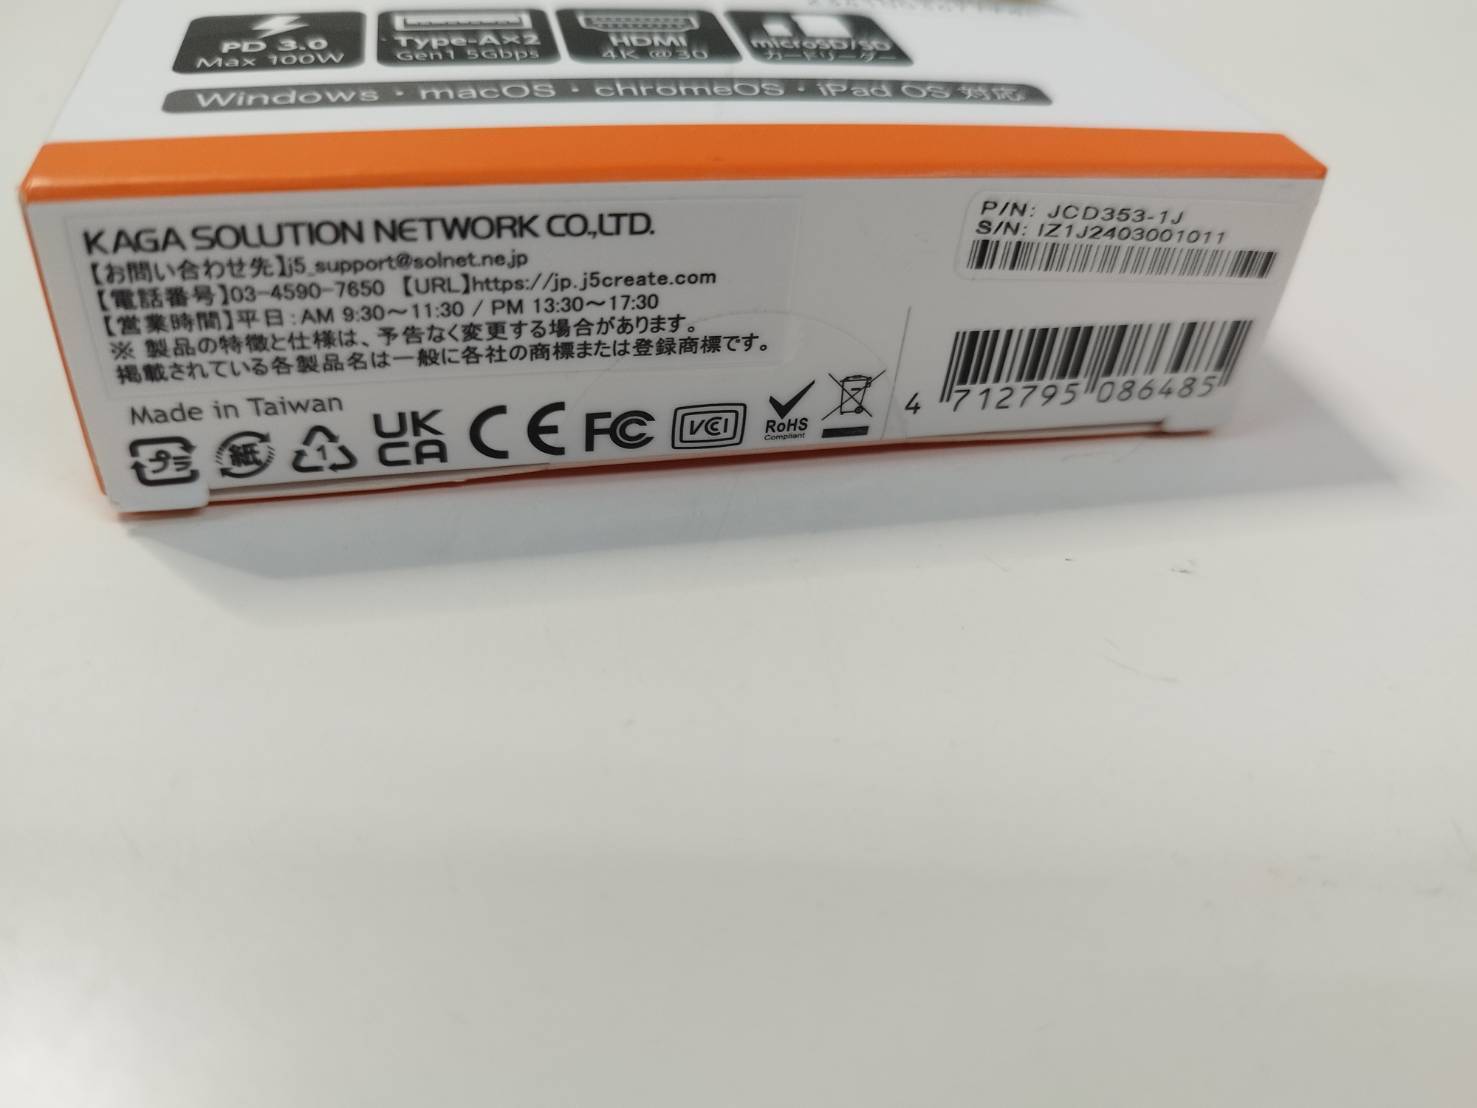 PD 3.0
Max 100W
Type-A×2
Gen1 5Gbps
HDMI
4K @30
microSD/SD
カードリーダー
Windows・macOS・chromeOS・iPad OS 対応
KAGA SOLUTION NETWORK CO.,LTD.
【お問い合わせ先】j5_support@solnet.ne.jp
【電話番号】03-4590-7650 【URL】https://jp.j5create.com
【営業時間】平日：AM 9:30～11:30 / PM 13:30～17:30
※ 製品の特徴と仕様は、予告なく変更する場合があります。
掲載されている各製品名は一般に各社の商標または登録商標です。
Made in Taiwan
プラ
紙
1
UK
CA
CE
FC
VCI
RoHS
Compliant
P/N: JCD353-1J
S/N: IZ1J2403001011
4 712795 086485